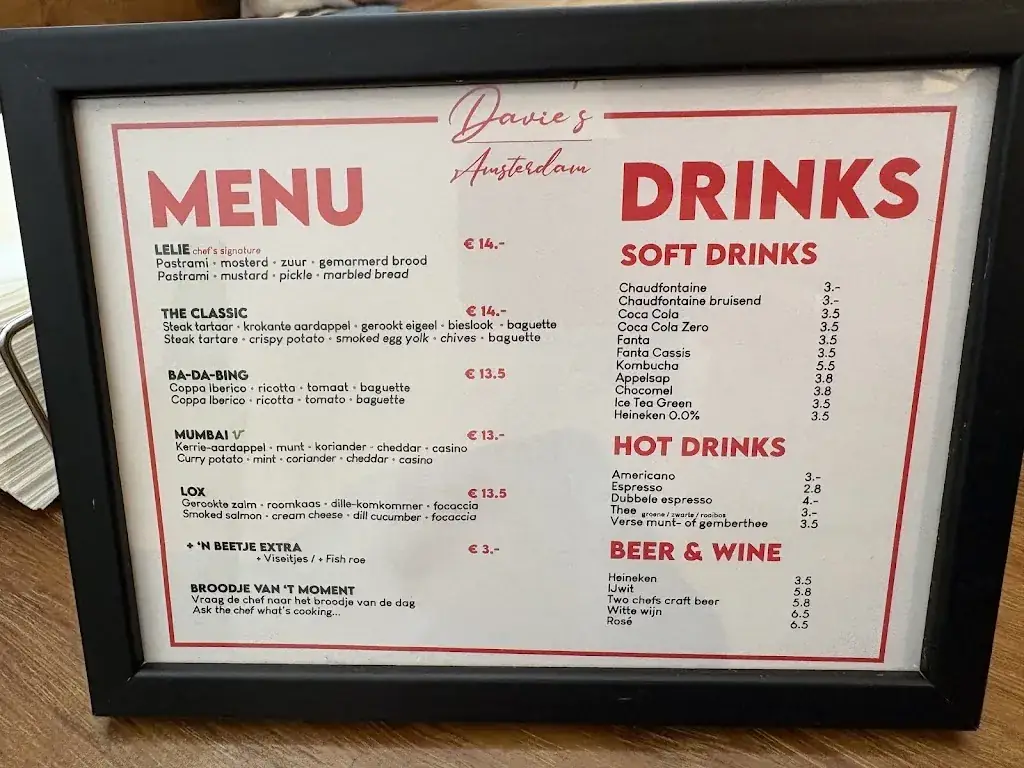 Davie's
Amsterdam
MENU
LELIE chef's signature € 14.-
Pastrami • mosterd • zuur • gemarmerd brood
Pastrami • mustard • pickle • marbled bread
THE CLASSIC € 14.-
Steak tartaar • krokante aardappel • gerookt eigeel • bieslook • baguette
Steak tartare • crispy potato • smoked egg yolk • chives • baguette
BA-DA-BING € 13.5
Coppa Iberico • ricotta • tomaat • baguette
Coppa Iberico • ricotta • tomato • baguette
MUMBAI V € 13.-
Kerrie-aardappel • munt • koriander • cheddar • casino
Curry potato • mint • coriander • cheddar • casino
LOX € 13.5
Gerookte zalm • roomkaas • dille-komkommer • focaccia
Smoked salmon • cream cheese • dill cucumber • focaccia
+ 'N BEETJE EXTRA € 3.-
+ Viseitjes / + Fish roe
BROODJE VAN 'T MOMENT
Vraag de chef naar het broodje van de dag
Ask the chef what's cooking...
DRINKS
SOFT DRINKS
Chaudfontaine 3.-
Chaudfontaine bruisend 3.-
Coca Cola 3.5
Coca Cola Zero 3.5
Fanta 3.5
Fanta Cassis 3.5
Kombucha 5.5
Appelsap 3.8
Chocomel 3.8
Ice Tea Green 3.5
Heineken 0.0% 3.5
HOT DRINKS
Americano 3.-
Espresso 2.8
Dubbele espresso 4.-
Thee groene / zwarte / rooibos 3.-
Verse munt- of gemberthee 3.5
BEER & WINE
Heineken 3.5
IJwit 5.8
Two chefs craft beer 5.8
Witte wijn 6.5
Rosé 6.5